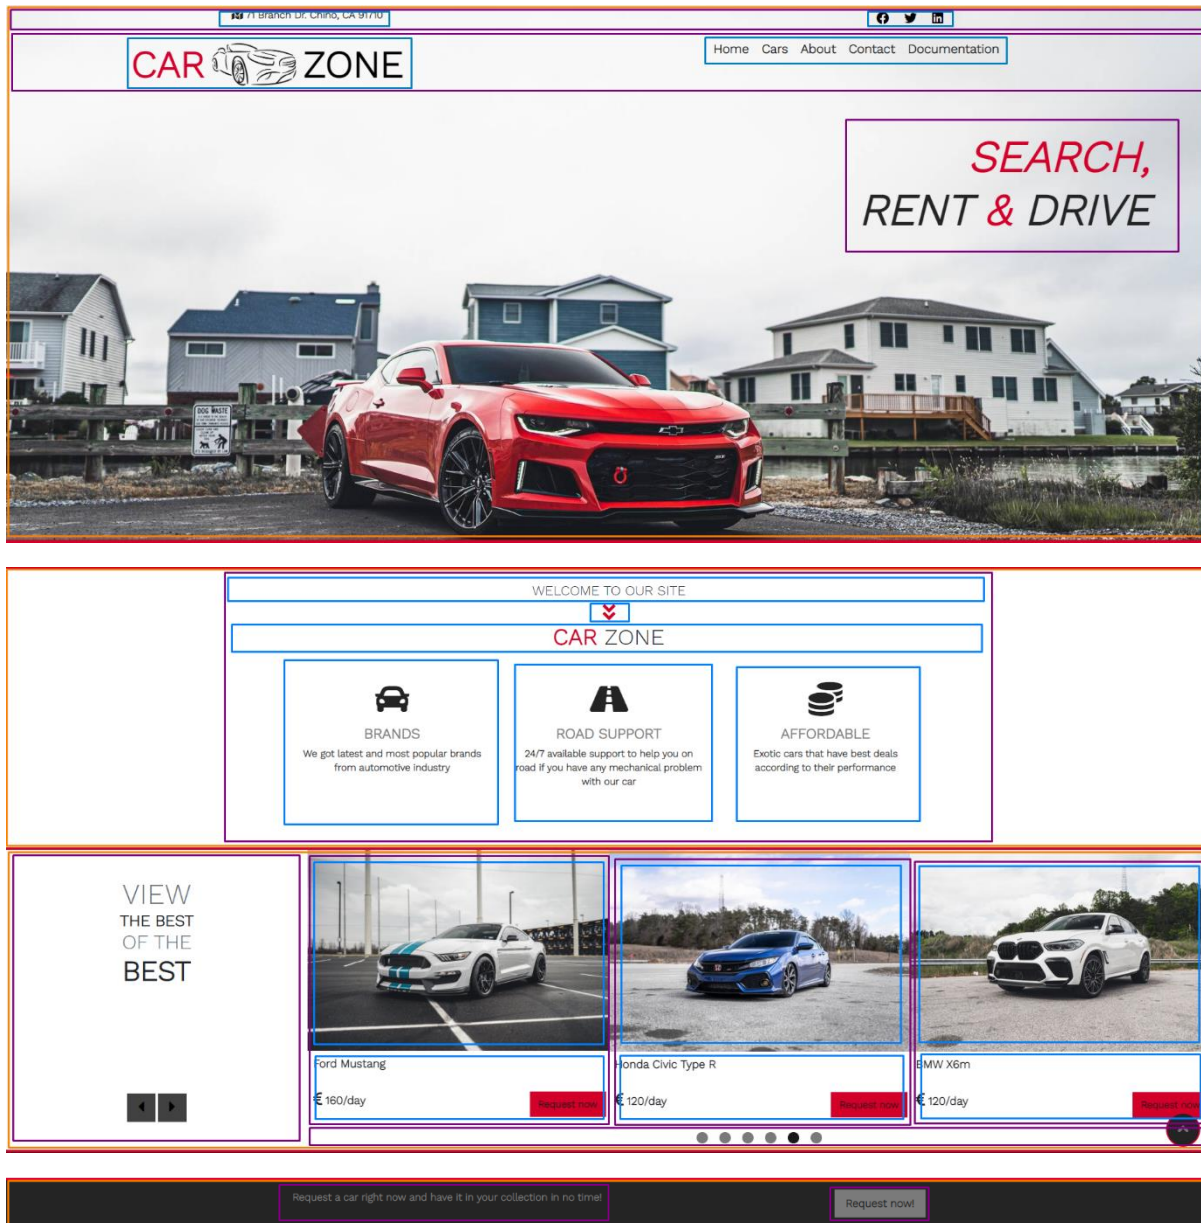 71 Branch Dr. Chino, CA 91710
CAR ZONE
Home Cars About Contact Documentation
SEARCH,
RENT & DRIVE
DOG WASTE
WELCOME TO OUR SITE
CAR ZONE
BRANDS
We got latest and most popular brands
from automotive industry
ROAD SUPPORT
24/7 available support to help you on
road if you have any mechanical problem
with our car
AFFORDABLE
Exotic cars that have best deals
according to their performance
VIEW
THE BEST
OF THE
BEST
Ford Mustang
€ 160/day
Request now
Honda Civic Type R
€ 120/day
Request now
BMW X6m
€ 120/day
Request now
Request a car right now and have it in your collection in no time!
Request now!